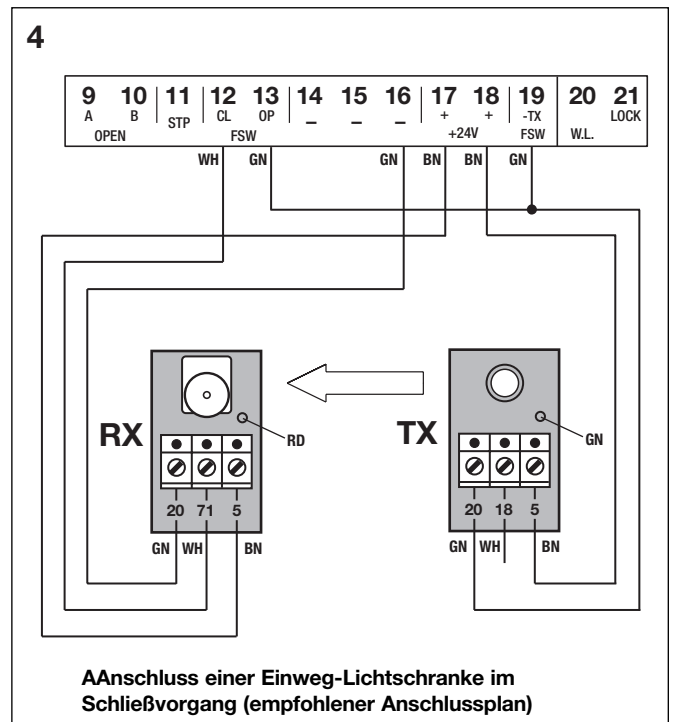 4
9 10 11 12 13 14 15 16 17 18 19 20 21
A B STP CL OP – – – + + -TX LOCK
OPEN FSW +24V FSW W.L.
WH GN GN BN BN GN
RX RD TX GN
20 71 5 20 18 5
GN WH BN GN WH BN
AAnschluss einer Einweg-Lichtschranke im
Schließvorgang (empfohlener Anschlussplan)